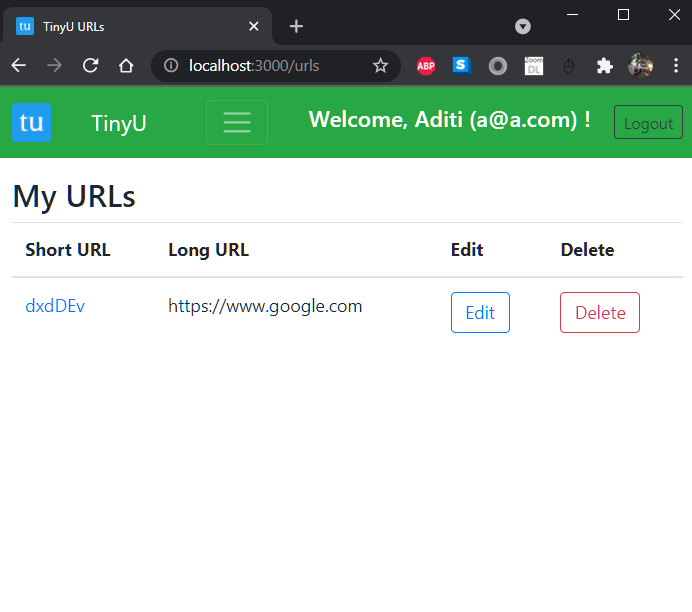 tu TinyU URLs
localhost:3000/urls
ABP
S
Zoom
DL
tu TinyU Welcome, Aditi (a@a.com) ! Logout
My URLs
Short URL Long URL Edit Delete
dxdDEv https://www.google.com Edit Delete